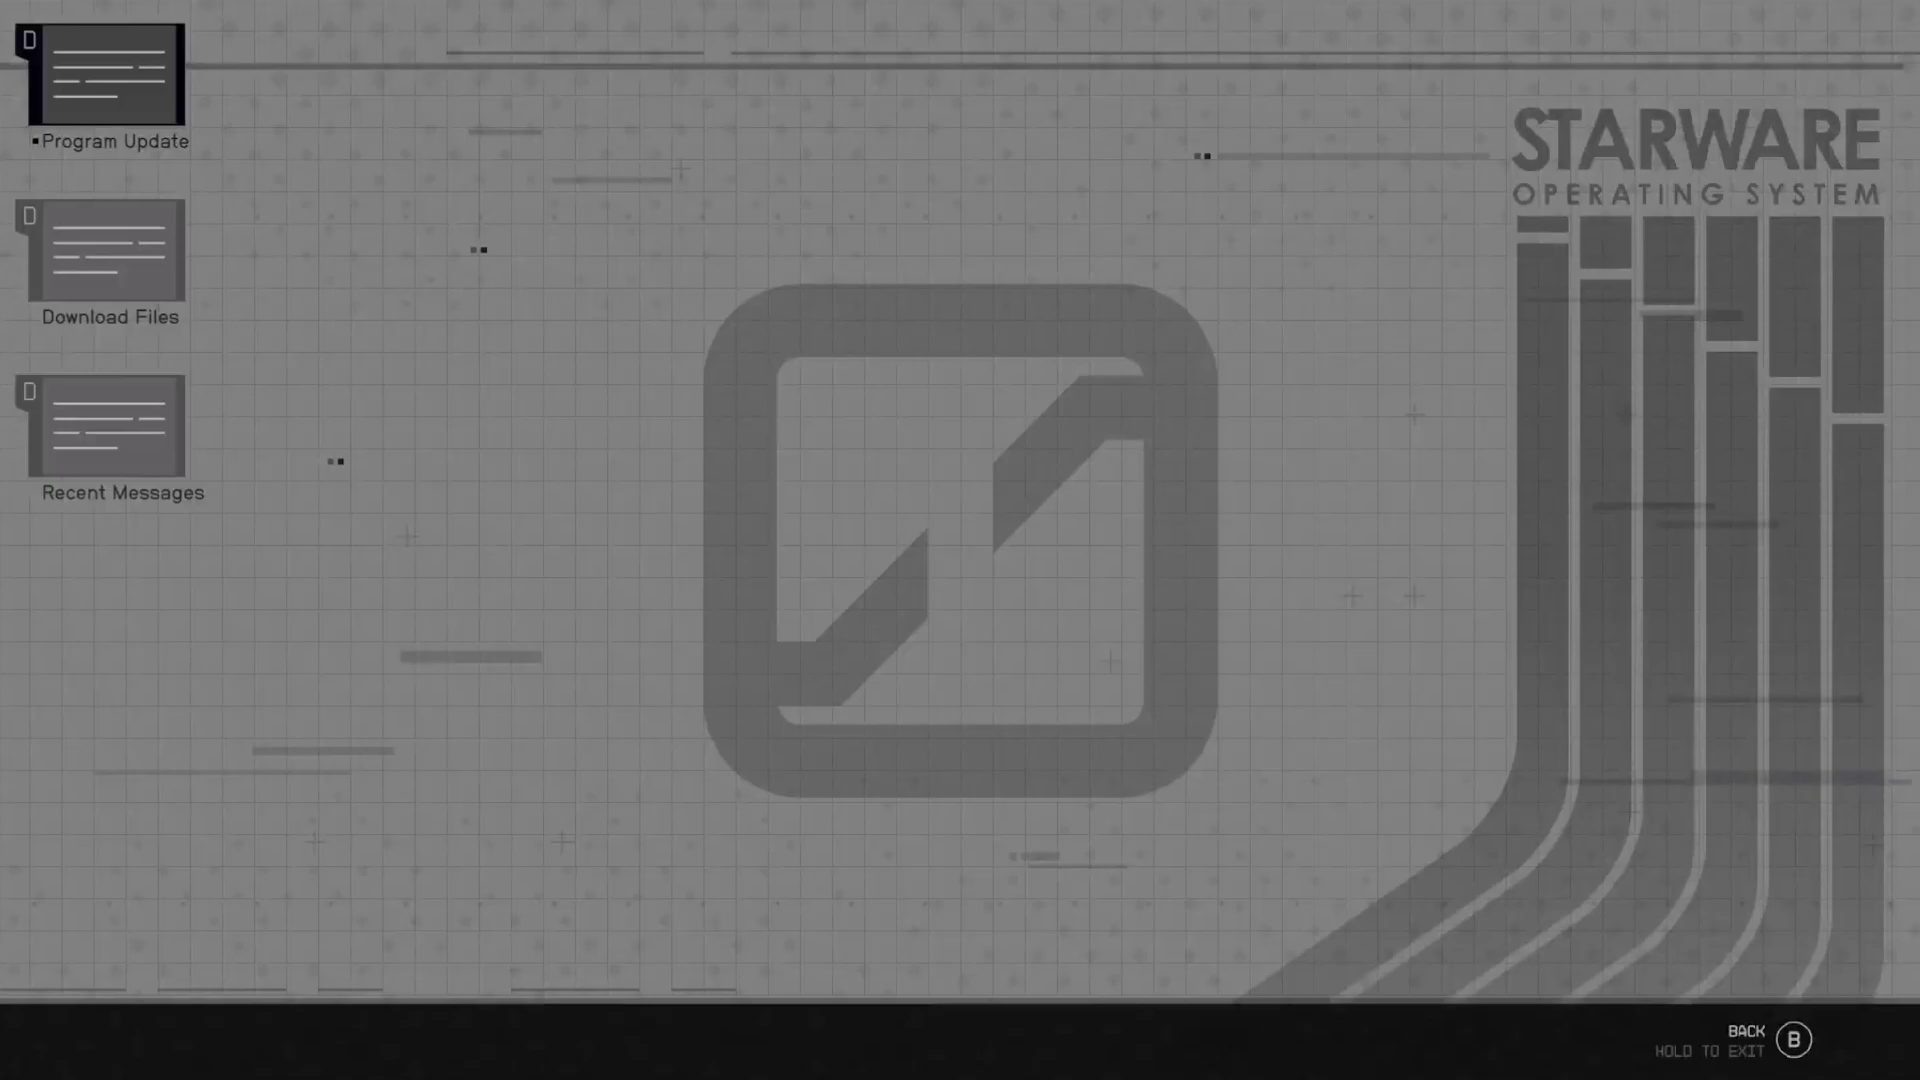 Program Update
Download Files
Recent Messages
STARWARE
OPERATING SYSTEM
BACK
HOLD TO EXIT
B